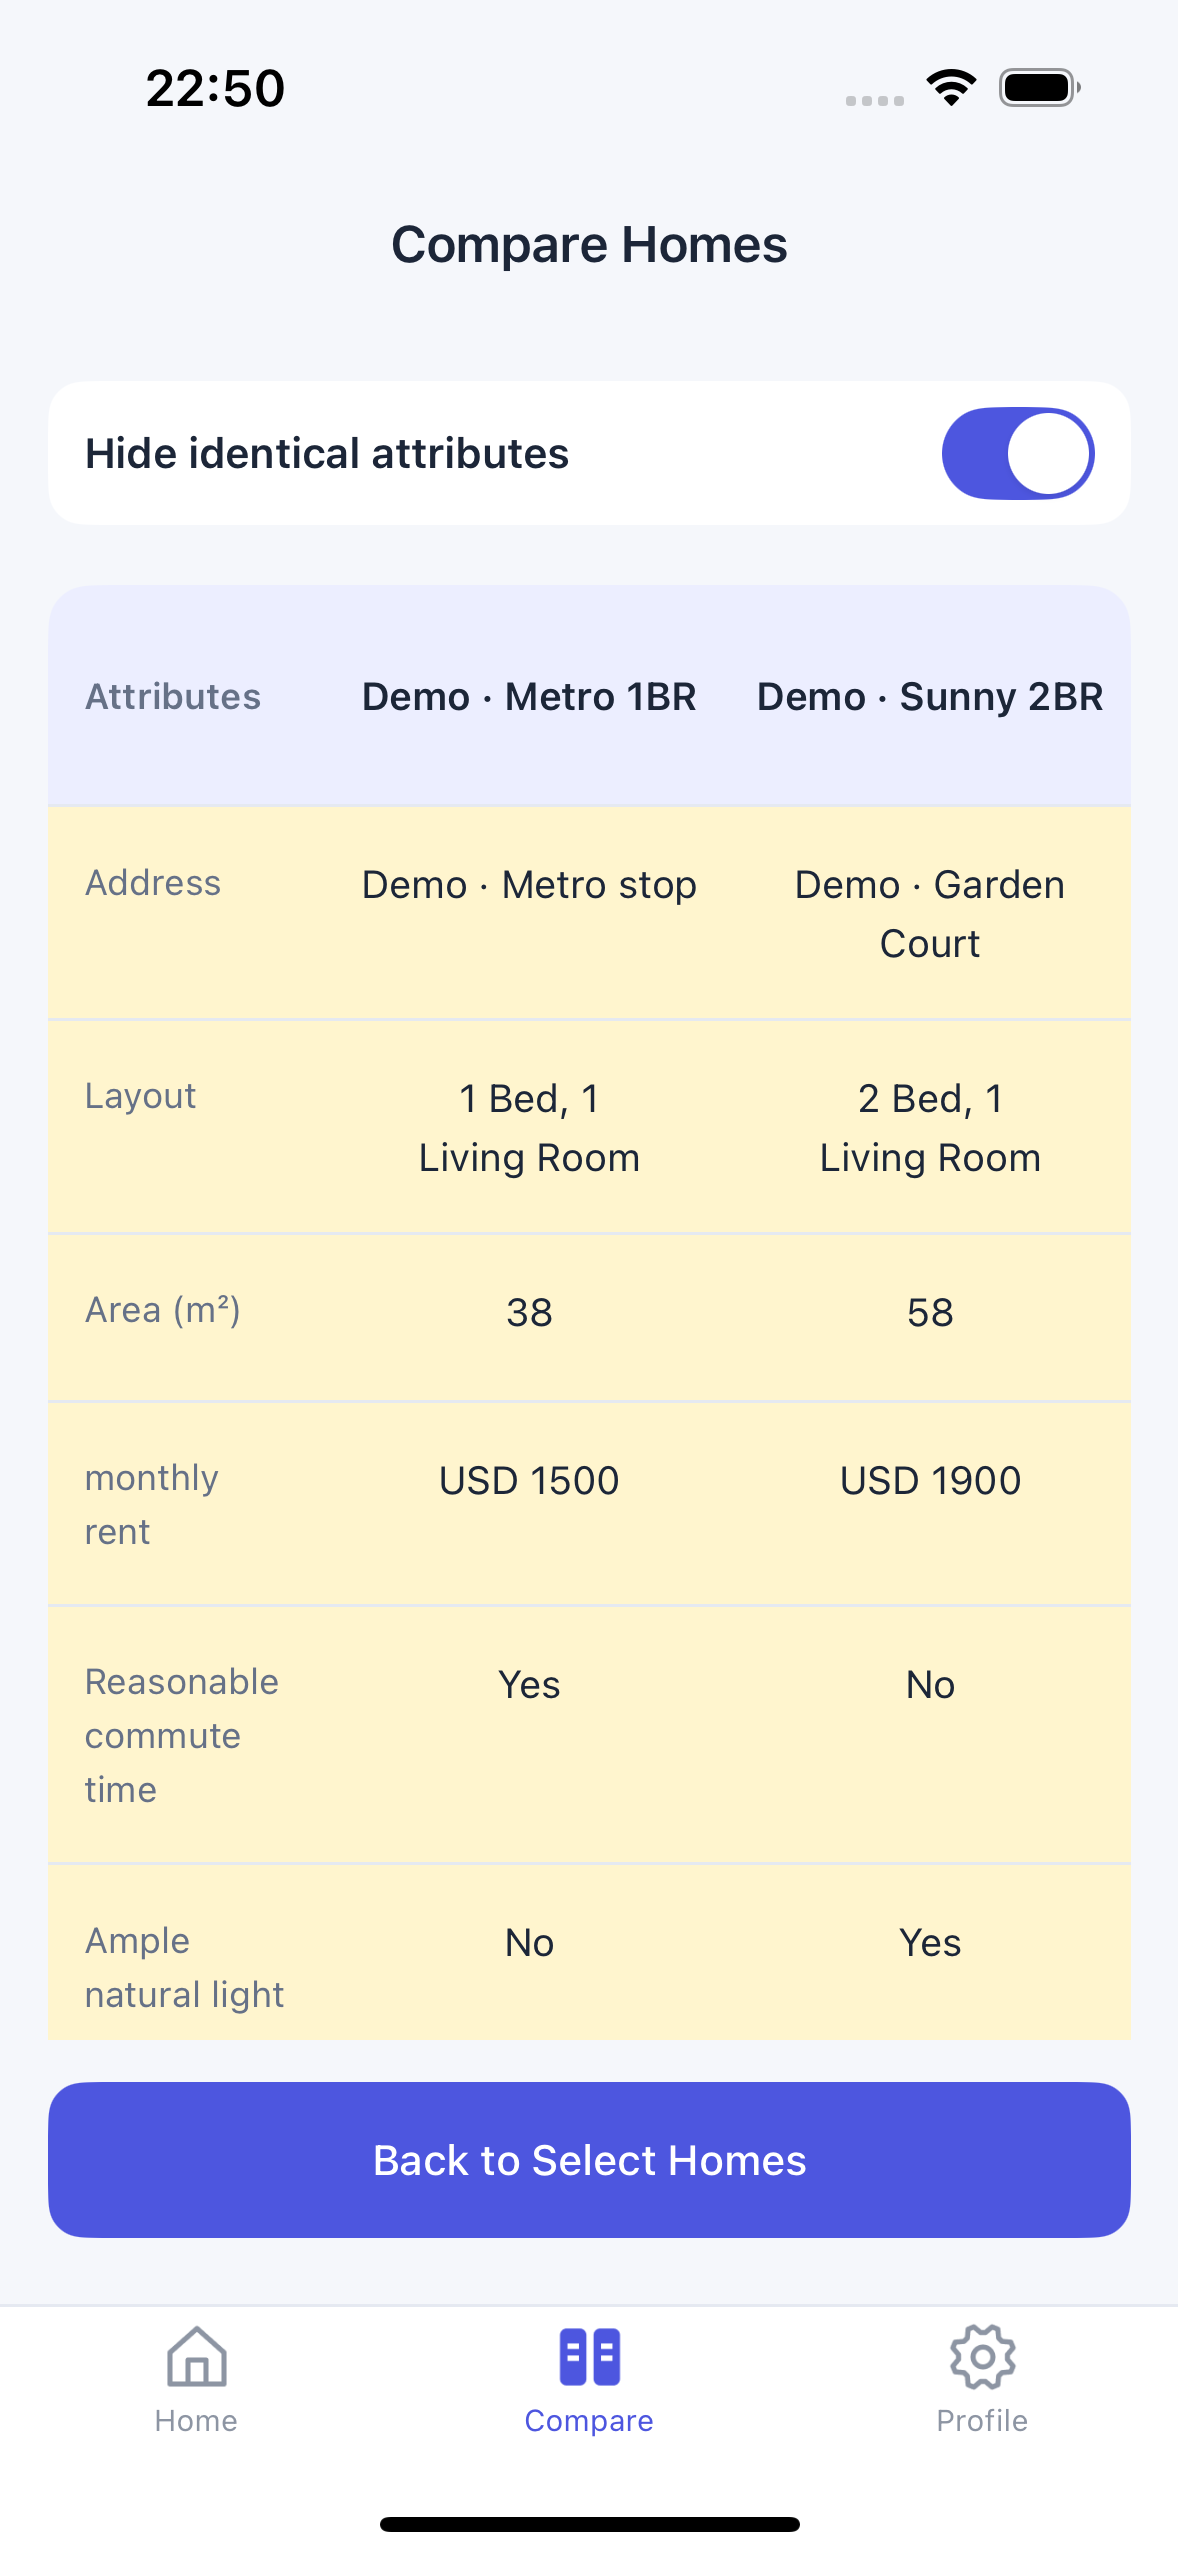 22:50
Compare Homes
Hide identical attributes
Attributes
Demo · Metro 1BR
Demo · Sunny 2BR
Address
Demo · Metro stop
Demo · Garden
Court
Layout
1 Bed, 1
Living Room
2 Bed, 1
Living Room
Area (m²)
38
58
monthly
rent
USD 1500
USD 1900
Reasonable
commute
time
Yes
No
Ample
natural light
No
Yes
Back to Select Homes
Home
Compare
Profile